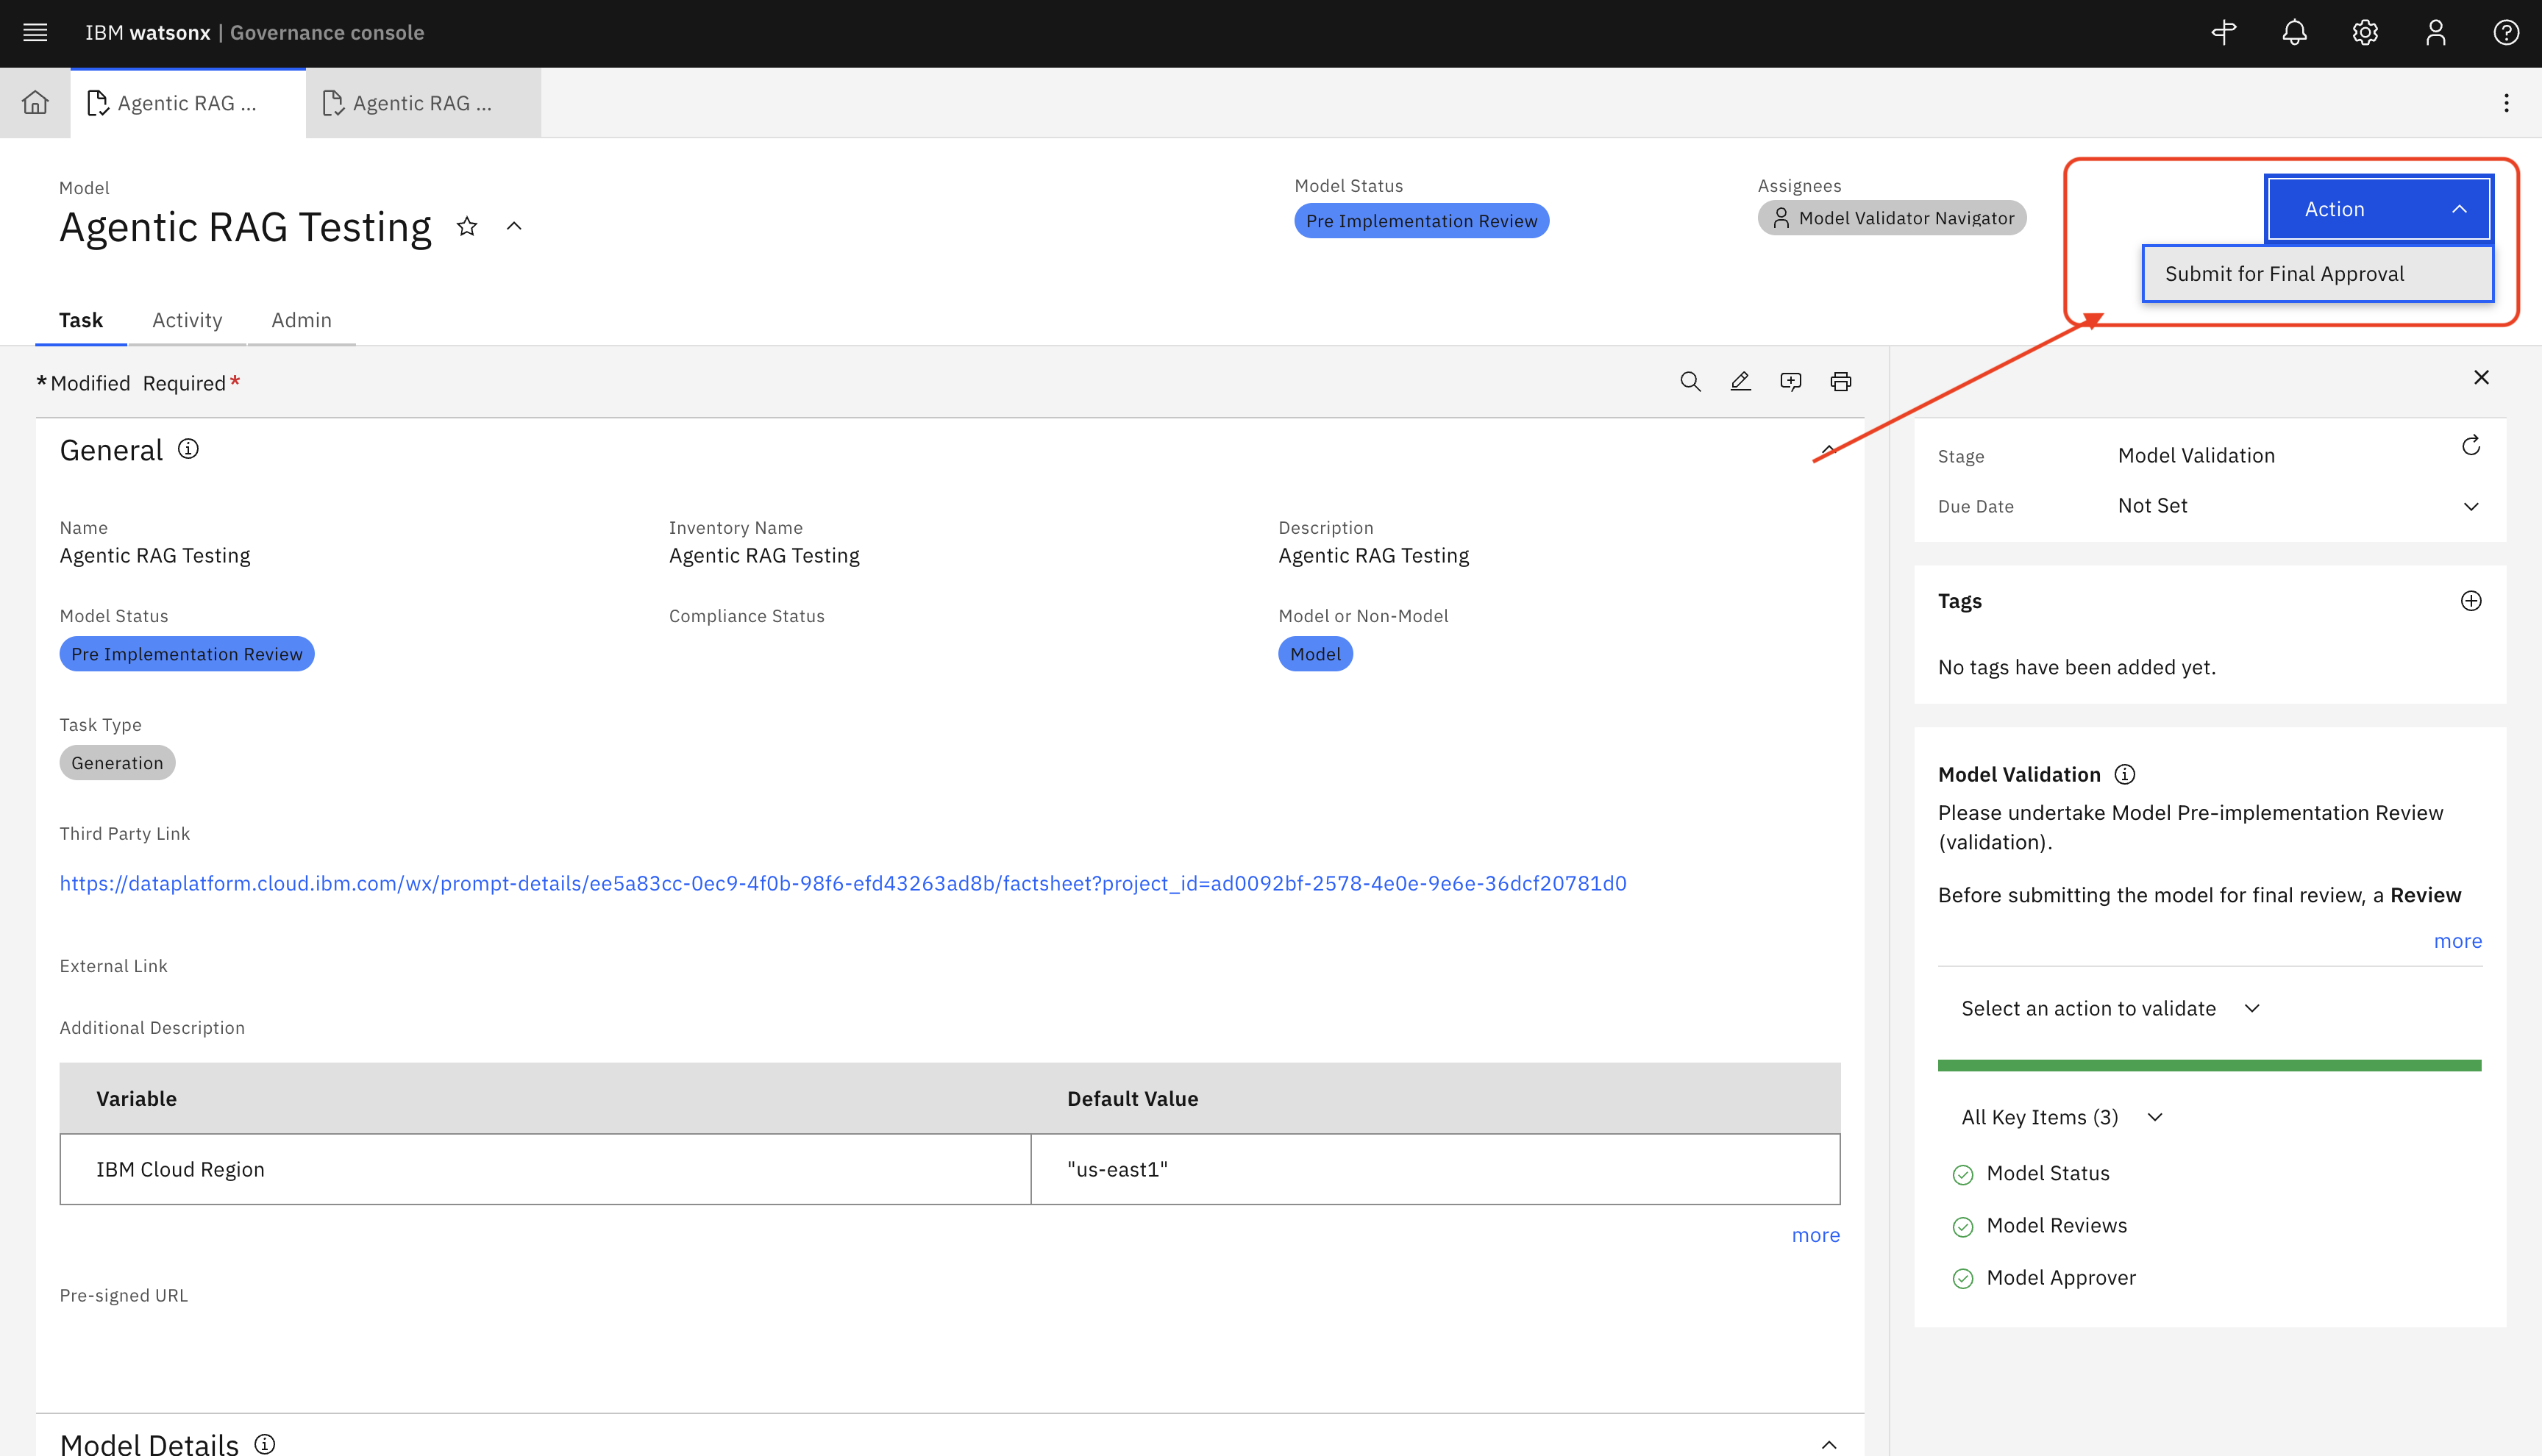 IBM watsonx | Governance console
Agentic RAG ...
Agentic RAG ...
Model
Agentic RAG Testing
Model Status
Pre Implementation Review
Assignees
Model Validator Navigator
Action
Submit for Final Approval
Task
Activity
Admin
*Modified Required*
General
Name
Agentic RAG Testing
Inventory Name
Agentic RAG Testing
Description
Agentic RAG Testing
Model Status
Pre Implementation Review
Compliance Status
Model or Non-Model
Model
Task Type
Generation
Third Party Link
https://dataplatform.cloud.ibm.com/wx/prompt-details/ee5a83cc-0ec9-4f0b-98f6-efd43263ad8b/factsheet?project_id=ad0092bf-2578-4e0e-9e6e-36dcf20781d0
External Link
Additional Description
Variable
Default Value
IBM Cloud Region
"us-east1"
more
Pre-signed URL
Model Details
Stage
Model Validation
Due Date
Not Set
Tags
No tags have been added yet.
Model Validation
Please undertake Model Pre-implementation Review
(validation).
Before submitting the model for final review, a Review
more
Select an action to validate
All Key Items (3)
Model Status
Model Reviews
Model Approver